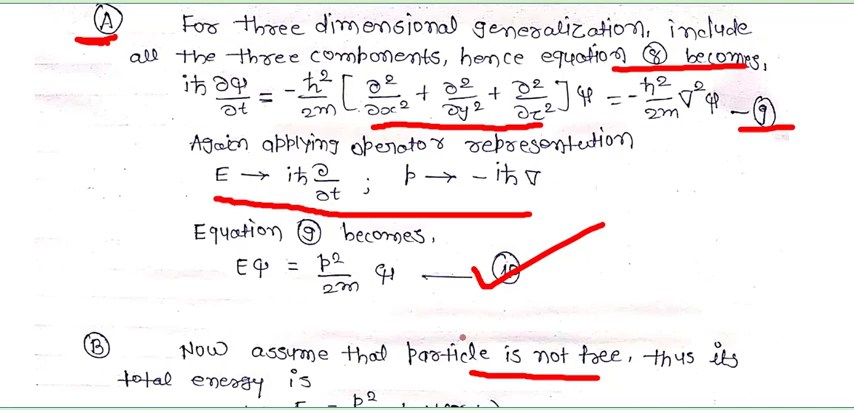 Ⓐ For three dimensional generalization, include
all the three components, hence equation ⑧ becomes,
iħ ∂Ψ/∂t = -ħ²/2m [ ∂²/∂x² + ∂²/∂y² + ∂²/∂z² ] Ψ = -ħ²/2m ∇²Ψ —⑨
Again applying operator representation
E → iħ ∂/∂t ; p → - iħ ∇
Equation ⑨ becomes,
EΨ = p²/2m Ψ —— ⑩
Ⓑ Now assume that particle is not free, thus its
total energy is